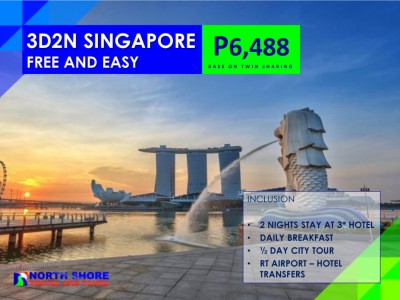 3D2N SINGAPORE
FREE AND EASY
P6,488
BASE ON TWIN SHARING
INCLUSION
• 2 NIGHTS STAY AT 3* HOTEL
• DAILY BREAKFAST
• ½ DAY CITY TOUR
• RT AIRPORT – HOTEL
TRANSFERS
NORTH SHORE